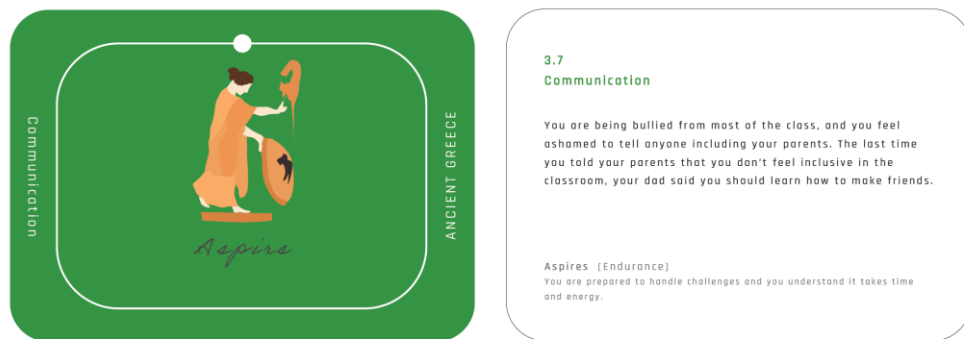 Communication
ANCIENT GREECE
Aspirs
3.7
Communication
You are being bullied from most of the class, and you feel
ashamed to tell anyone including your parents. The last time
you told your parents that you don't feel inclusive in the
classroom, your dad said you should learn how to make friends.
Aspires (Endurance)
You are prepared to handle challenges and you understand it takes time
and energy.